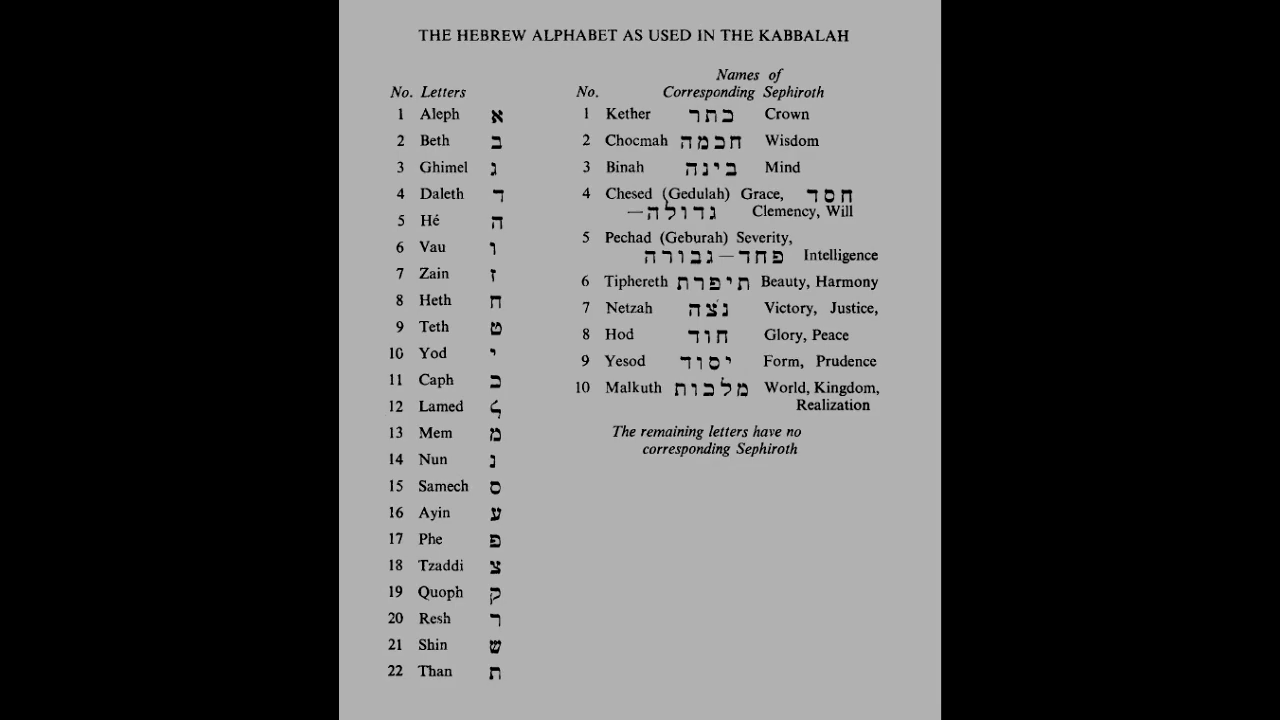 THE HEBREW ALPHABET AS USED IN THE KABBALAH
No. Letters
1 Aleph א
2 Beth ב
3 Ghimel ג
4 Daleth ד
5 Hé ה
6 Vau ו
7 Zain ז
8 Heth ח
9 Teth ט
10 Yod י
11 Caph כ
12 Lamed ל
13 Mem מ
14 Nun נ
15 Samech ס
16 Ayin ע
17 Phe פ
18 Tzaddi צ
19 Quoph ק
20 Resh ר
21 Shin ש
22 Than ת
Names of
No. Corresponding Sephiroth
1 Kether כתר Crown
2 Chocmah חכמה Wisdom
3 Binah בינה Mind
4 Chesed (Gedulah) Grace, חסד
גדולה— Clemency, Will
5 Pechad (Geburah) Severity,
פחד—גבורה Intelligence
6 Tiphereth תיפרת Beauty, Harmony
7 Netzah נצה Victory, Justice,
8 Hod חוד Glory, Peace
9 Yesod יסוד Form, Prudence
10 Malkuth מלכות World, Kingdom,
Realization
The remaining letters have no
corresponding Sephiroth